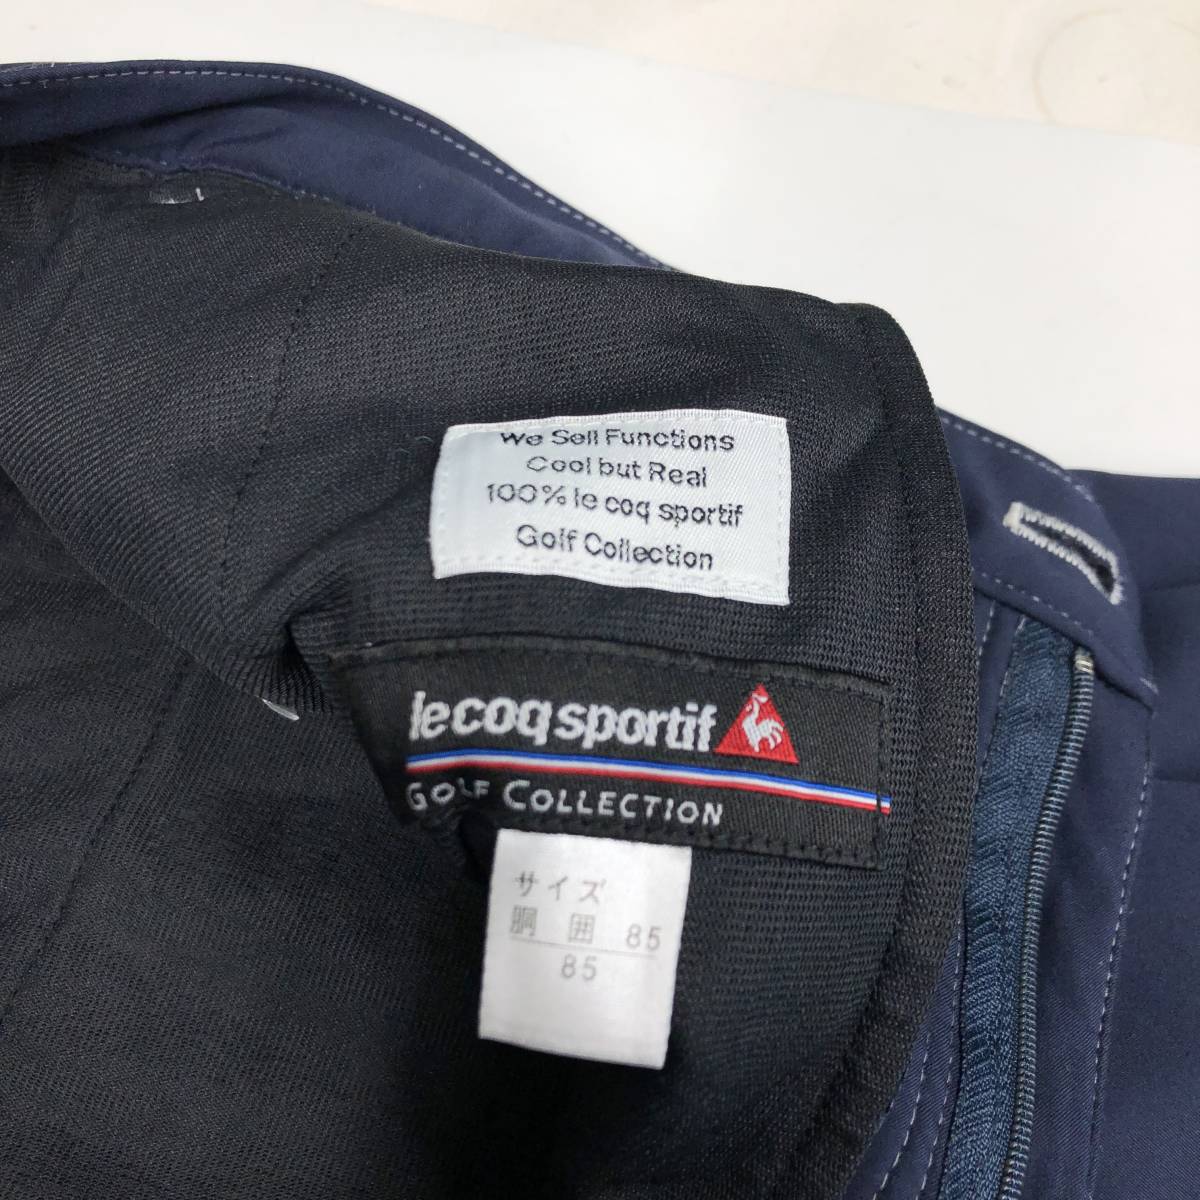 We Sell Functions
Cool but Real
100% le coq sportif
Golf Collection
le coq sportif
GOLF COLLECTION
サイズ
胴囲 85
85